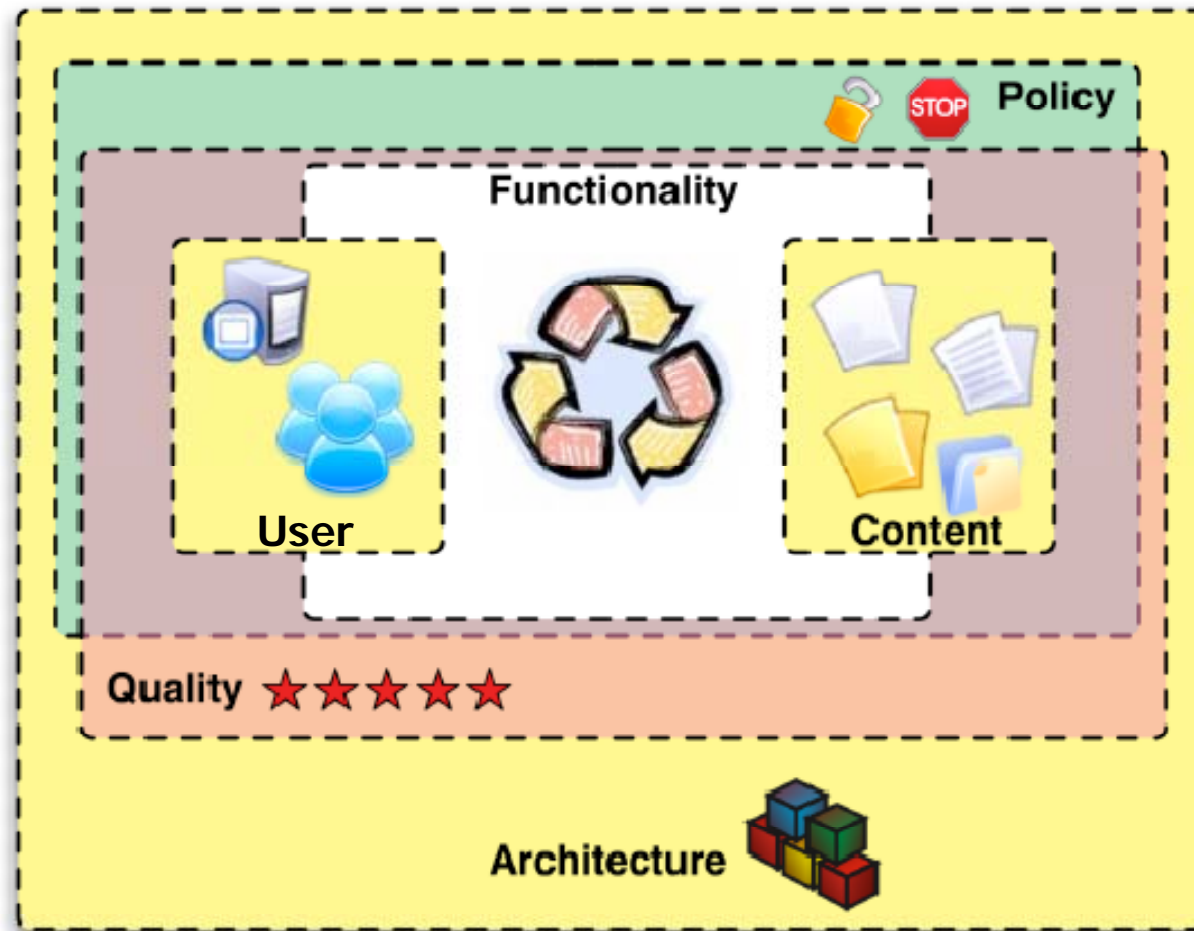 STOP Policy
Functionality
User
Content
Quality
Architecture